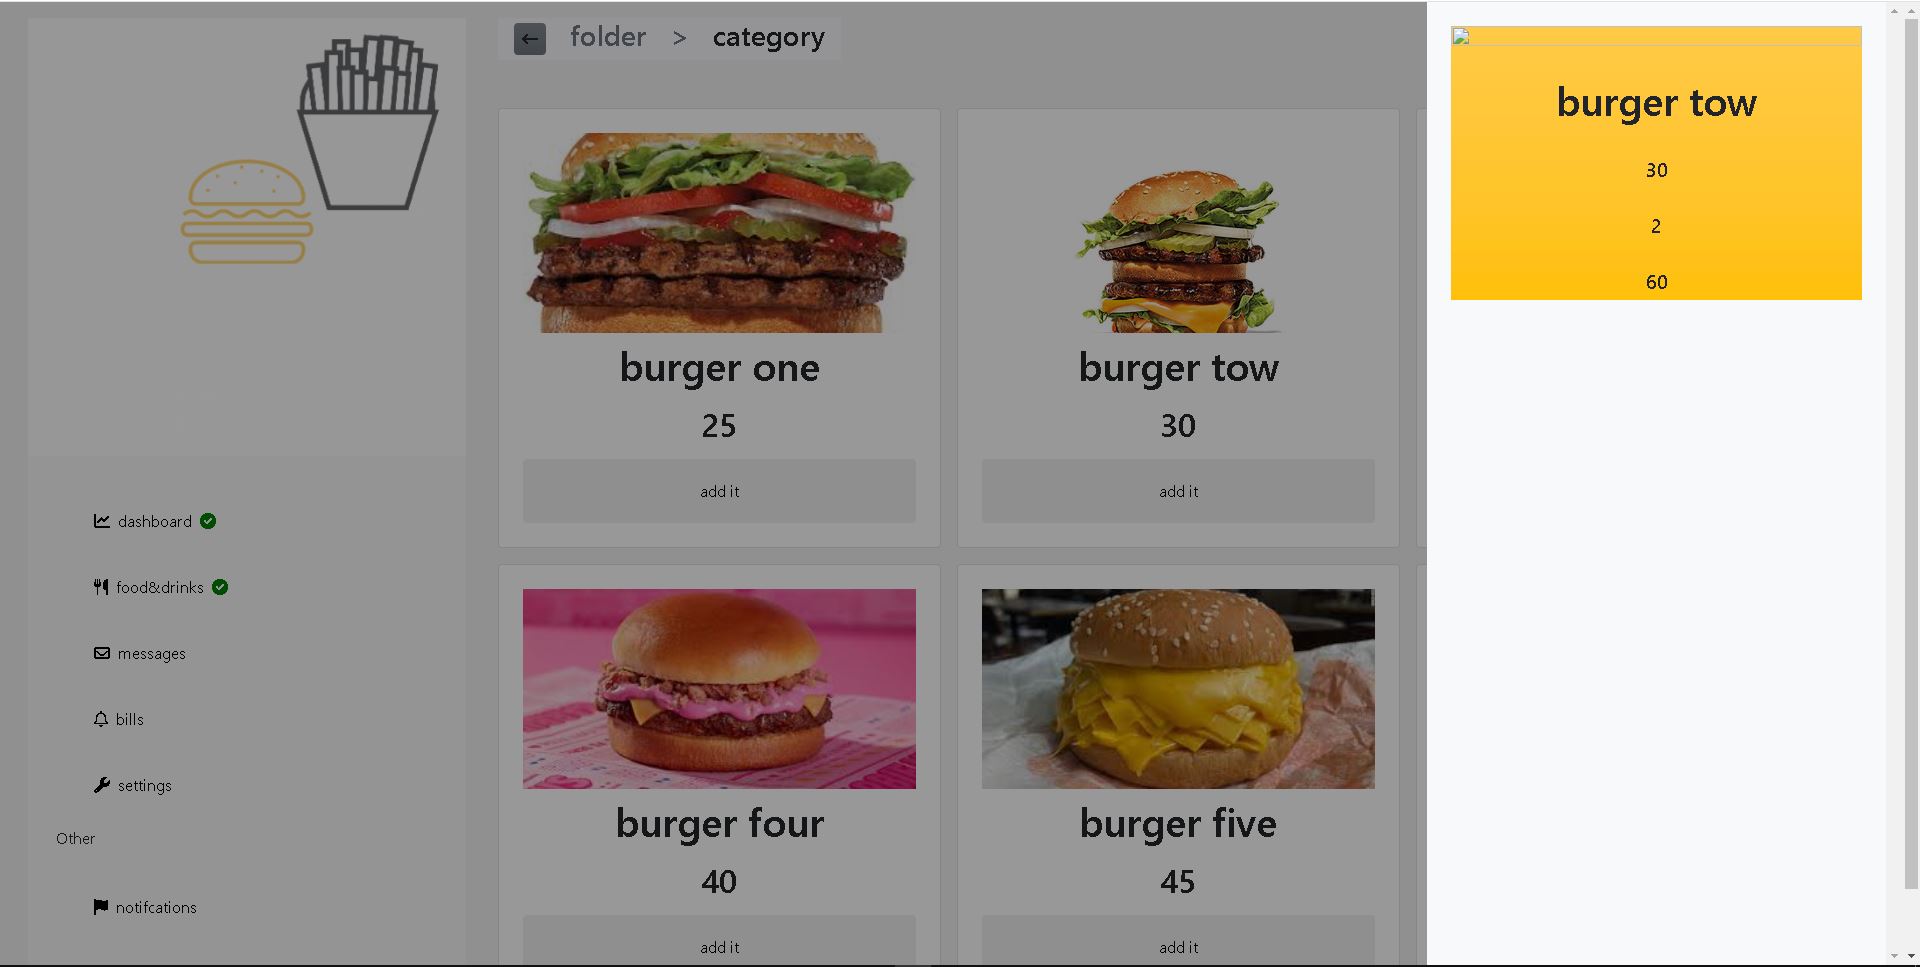 folder > category
burger one
25
add it
burger tow
30
add it
burger four
40
add it
burger five
45
add it
dashboard
food&drinks
messages
bills
settings
Other
notifcations
burger tow
30
2
60